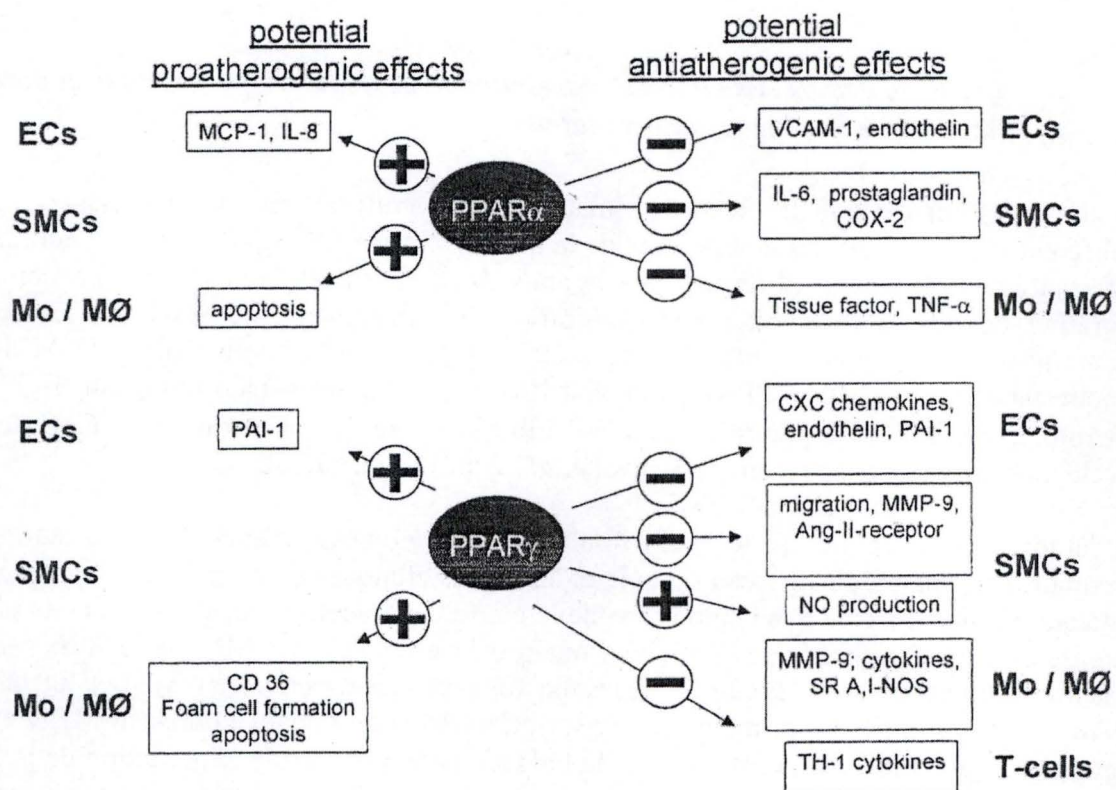 potential
proatherogenic effects
potential
antiatherogenic effects
ECs
MCP-1, IL-8
+
−
VCAM-1, endothelin
ECs
SMCs
PPARα
−
IL-6, prostaglandin,
COX-2
SMCs
Mo / MØ
apoptosis
+
−
Tissue factor, TNF-α
Mo / MØ
ECs
PAI-1
+
−
CXC chemokines,
endothelin, PAI-1
ECs
PPARγ
−
migration, MMP-9,
Ang-II-receptor
SMCs
SMCs
+
+
NO production
Mo / MØ
CD 36
Foam cell formation
apoptosis
−
MMP-9; cytokines,
SR A,I-NOS
Mo / MØ
TH-1 cytokines
T-cells